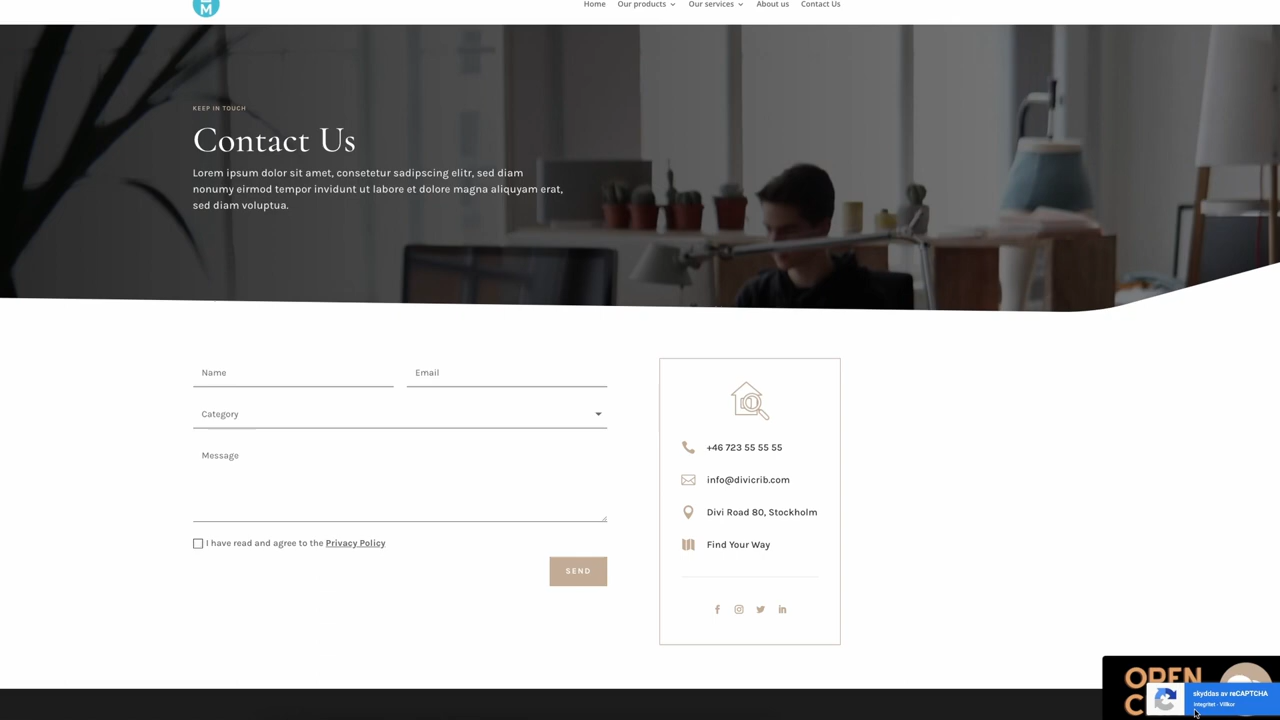 M
Home Our products Our services About us Contact Us
KEEP IN TOUCH
Contact Us
Lorem ipsum dolor sit amet, consetetur sadipscing elitr, sed diam
nonumy eirmod tempor invidunt ut labore et dolore magna aliquyam erat,
sed diam voluptua.
Name Email
Category
Message
I have read and agree to the Privacy Policy
SEND
+46 723 55 55 55
info@divicrib.com
Divi Road 80, Stockholm
Find Your Way
OPEN
skyddas av reCAPTCHA
Integritet - Villkor